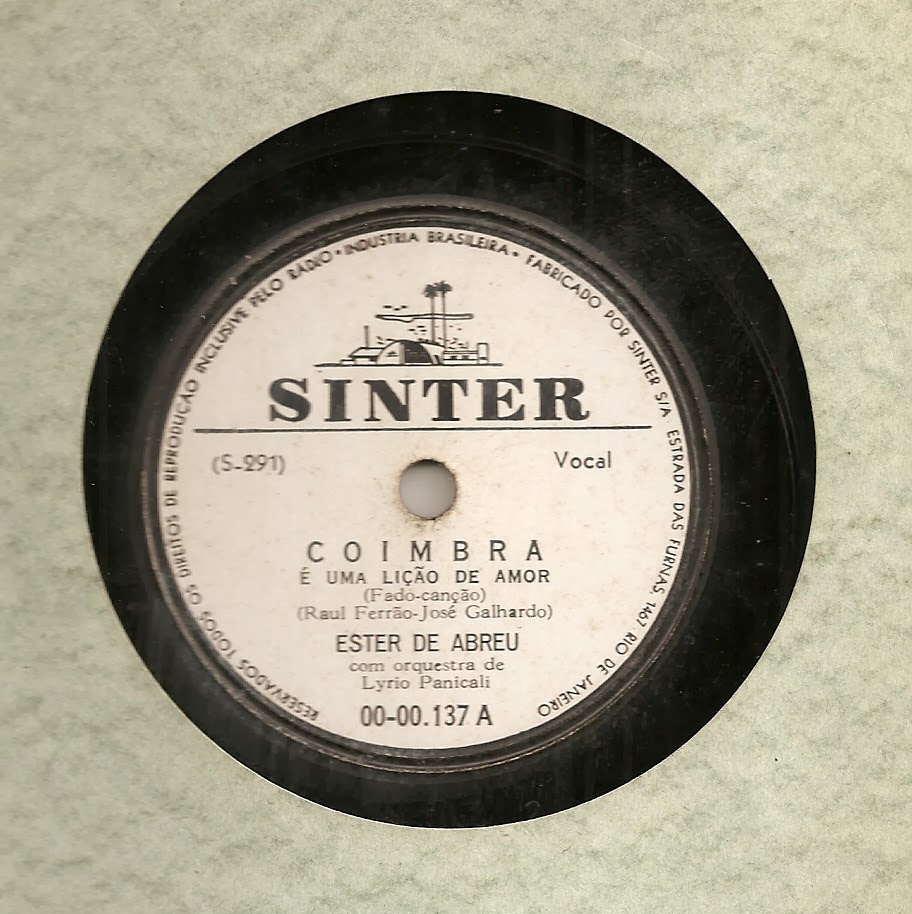 RESERVADOS TODOS OS DIREITOS DE REPRODUÇÃO INCLUSIVE PELO RÁDIO • INDUSTRIA BRASILEIRA • FABRICADO POR SINTER S/A ESTRADA DAS FURNAS, 1467 RIO DE JANEIRO
SINTER
(S-291) Vocal
COIMBRA
É UMA LIÇÃO DE AMOR
(Fado-canção)
(Raul Ferrão-José Galhardo)
ESTER DE ABREU
com orquestra de
Lyrio Panicali
00-00.137 A